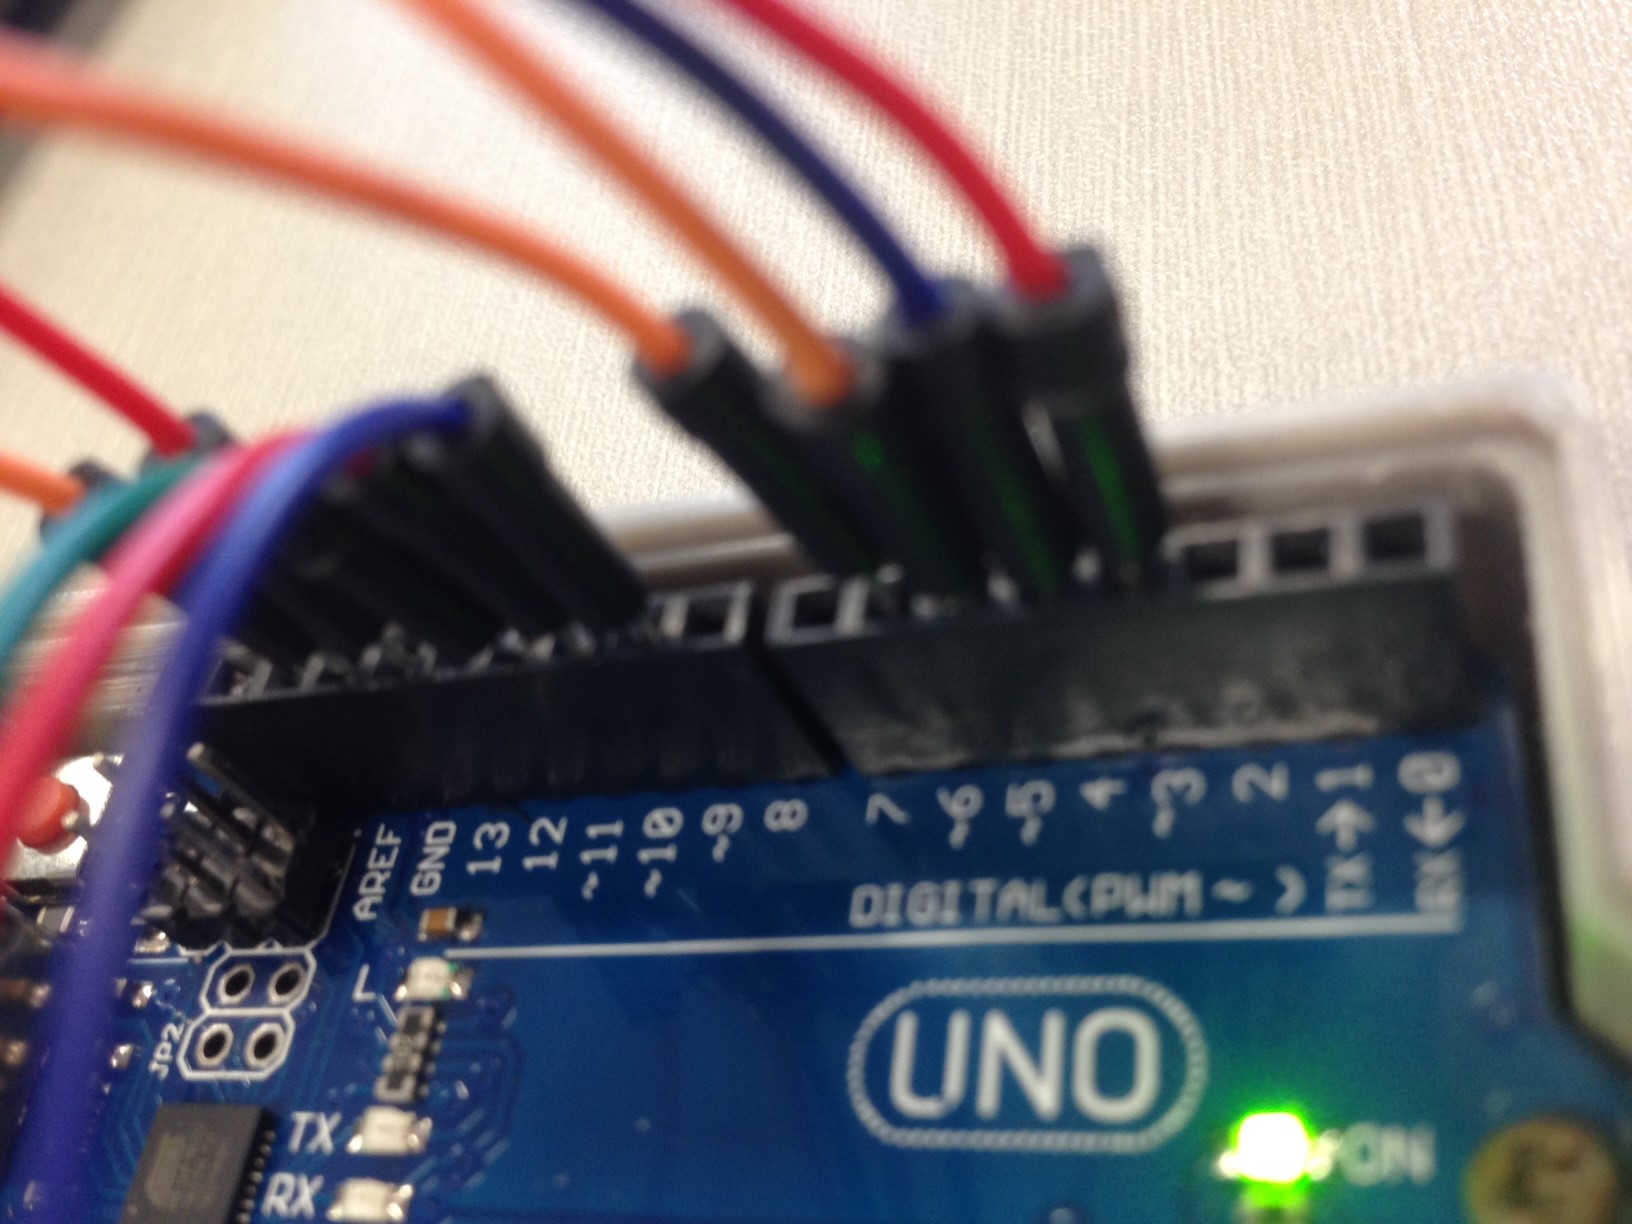 AREF GND 13 12 ~11 ~10 ~9 8 7 ~6 ~5 4 ~3 2 TX→1 RX←0
DIGITAL(PWM ~ )
L
UNO
JP2
TX
ON
RX